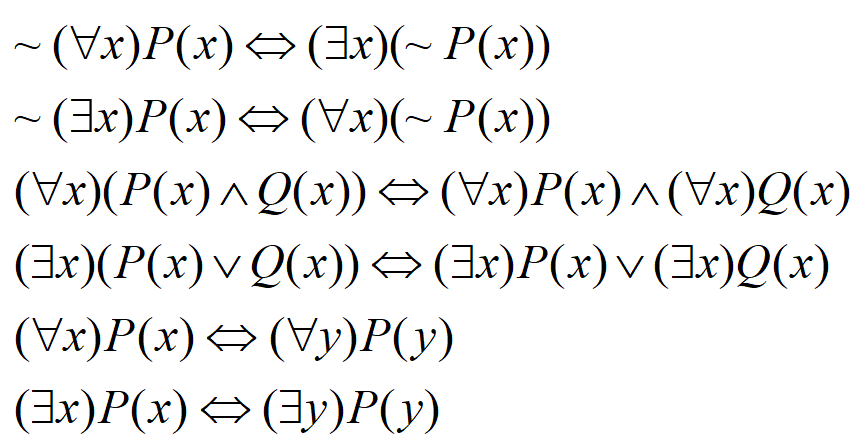 ~ (∀x)P(x) ⇔ (∃x)(~ P(x))
~ (∃x)P(x) ⇔ (∀x)(~ P(x))
(∀x)(P(x) ∧ Q(x)) ⇔ (∀x)P(x) ∧ (∀x)Q(x)
(∃x)(P(x) ∨ Q(x)) ⇔ (∃x)P(x) ∨ (∃x)Q(x)
(∀x)P(x) ⇔ (∀y)P(y)
(∃x)P(x) ⇔ (∃y)P(y)